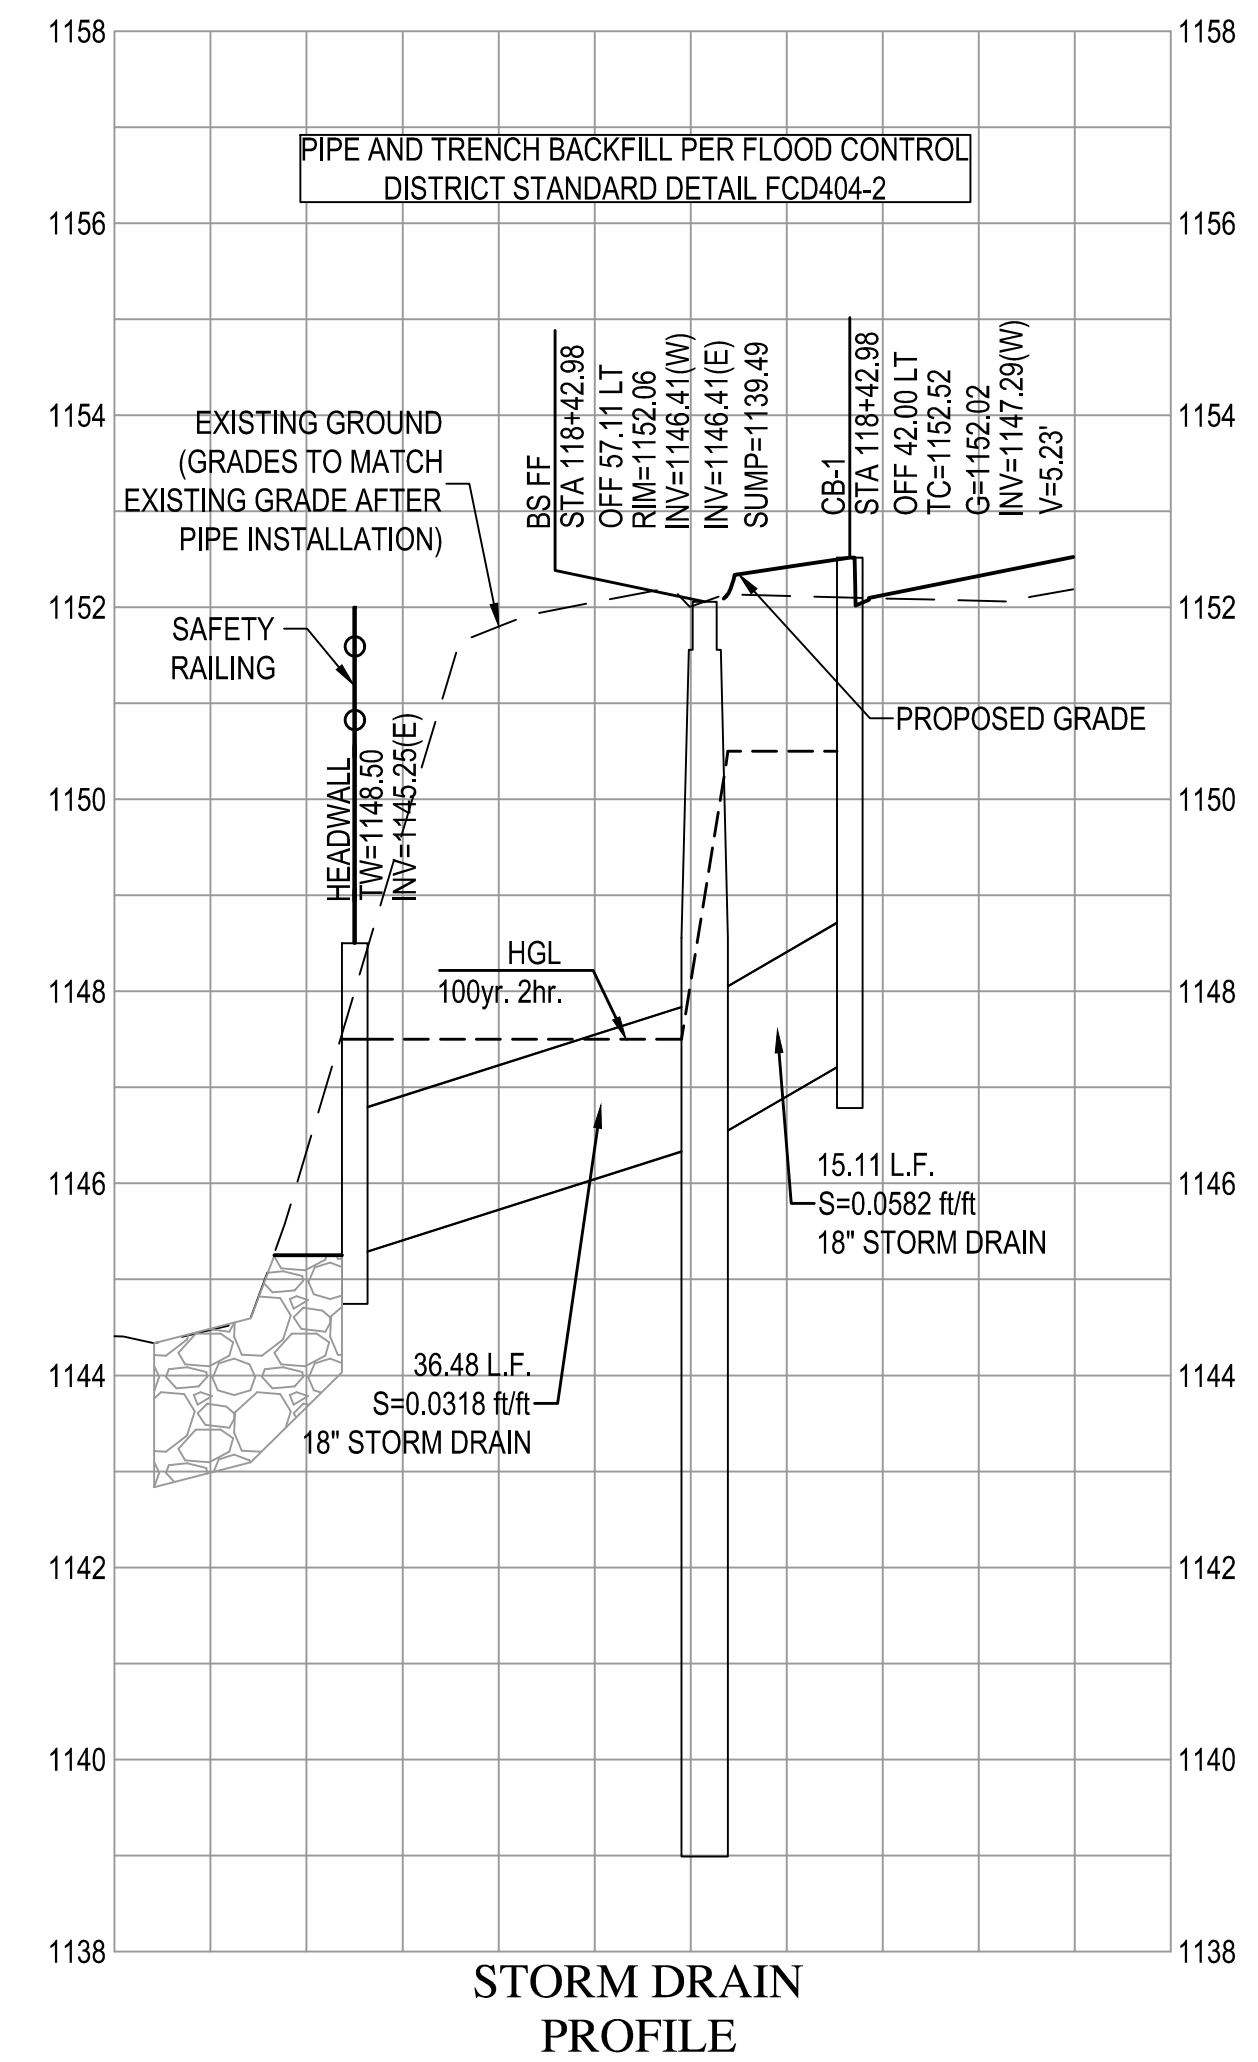 1158
1158
PIPE AND TRENCH BACKFILL PER FLOOD CONTROL
DISTRICT STANDARD DETAIL FCD404-2
1156
1156
BS FF
STA 118+42.98
OFF 57.11 LT
RIM=1152.06
INV=1146.41(W)
INV=1146.41(E)
SUMP=1139.49
CB-1
STA 118+42.98
OFF 42.00 LT
TC=1152.52
G=1152.02
INV=1147.29(W)
V=5.23'
1154
1154
EXISTING GROUND
(GRADES TO MATCH
EXISTING GRADE AFTER
PIPE INSTALLATION)
1152
1152
SAFETY
RAILING
PROPOSED GRADE
HEADWALL
TW=1148.50
INV=1145.25(E)
1150
1150
HGL
100yr. 2hr.
1148
1148
15.11 L.F.
S=0.0582 ft/ft
18" STORM DRAIN
1146
1146
36.48 L.F.
S=0.0318 ft/ft
18" STORM DRAIN
1144
1144
1142
1142
1140
1140
1138
1138
STORM DRAIN
PROFILE